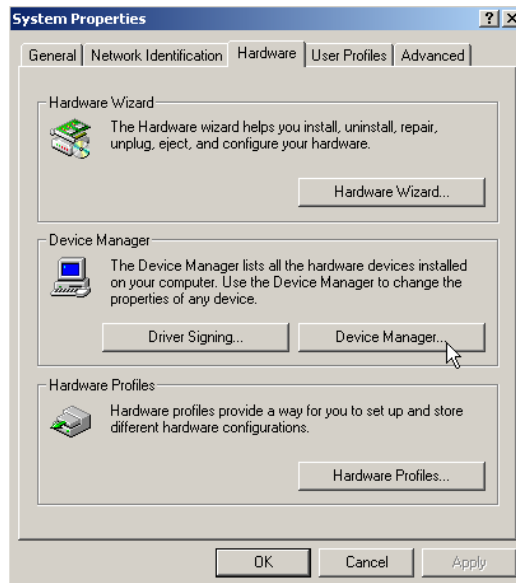 System Properties
General Network Identification Hardware User Profiles Advanced
Hardware Wizard
The Hardware wizard helps you install, uninstall, repair,
unplug, eject, and configure your hardware.
Hardware Wizard...
Device Manager
The Device Manager lists all the hardware devices installed
on your computer. Use the Device Manager to change the
properties of any device.
Driver Signing... Device Manager...
Hardware Profiles
Hardware profiles provide a way for you to set up and store
different hardware configurations.
Hardware Profiles...
OK Cancel Apply